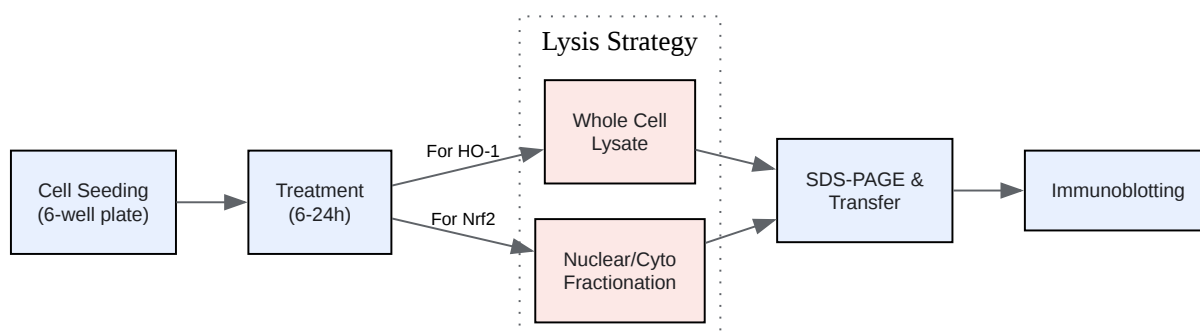 Lysis Strategy
Cell Seeding
(6-well plate)
Treatment
(6-24h)
For HO-1
For Nrf2
Whole Cell
Lysate
Nuclear/Cyto
Fractionation
SDS-PAGE &
Transfer
Immunoblotting